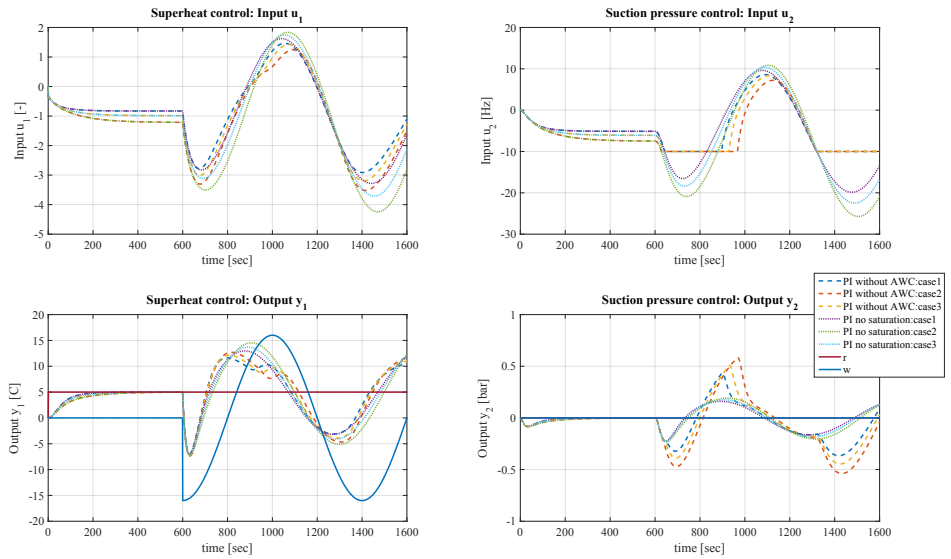 Superheat control: Input u1
2
1
0
-1
-2
-3
-4
-5
Input u1 [-]
0 200 400 600 800 1000 1200 1400 1600
time [sec]
Suction pressure control: Input u2
20
10
0
-10
-20
-30
Input u2 [Hz]
0 200 400 600 800 1000 1200 1400 1600
time [sec]
Superheat control: Output y1
20
15
10
5
0
-5
-10
-15
-20
Output y1 [C]
0 200 400 600 800 1000 1200 1400 1600
time [sec]
Suction pressure control: Output y2
1
0.5
0
-0.5
-1
Output y2 [bar]
0 200 400 600 800 1000 1200 1400 1600
time [sec]
PI without AWC:case1
PI without AWC:case2
PI without AWC:case3
PI no saturation:case1
PI no saturation:case2
PI no saturation:case3
r
w